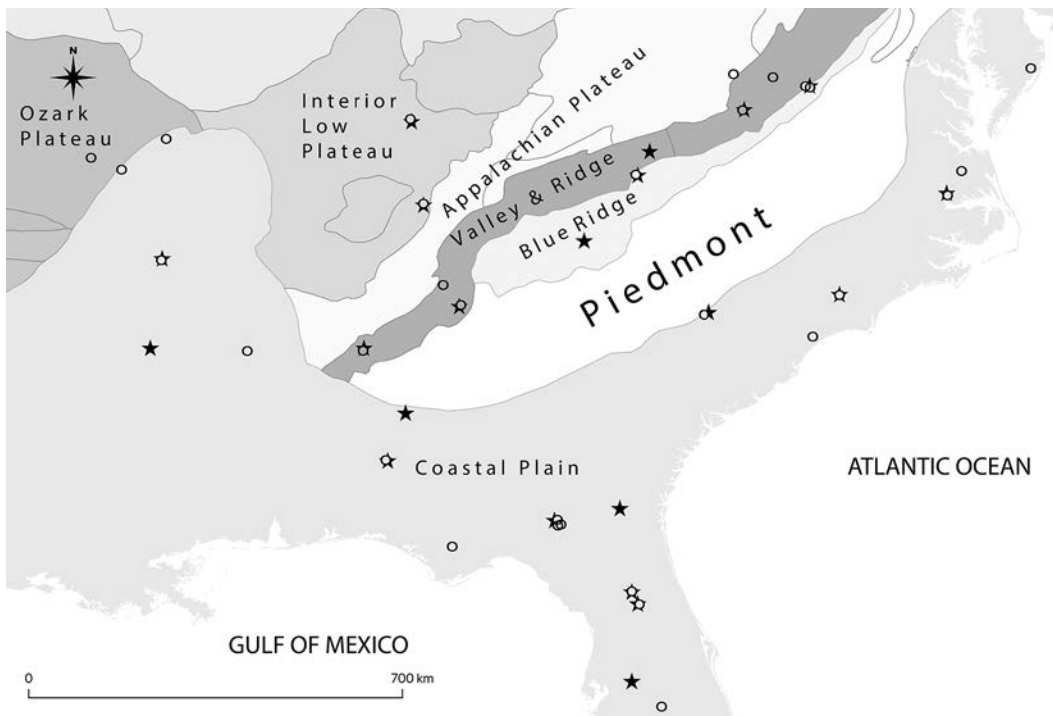 N
Ozark
Plateau
Interior
Low
Plateau
Appalachian Plateau
Valley & Ridge
Blue Ridge
Piedmont
Coastal Plain
ATLANTIC OCEAN
GULF OF MEXICO
0
700 km